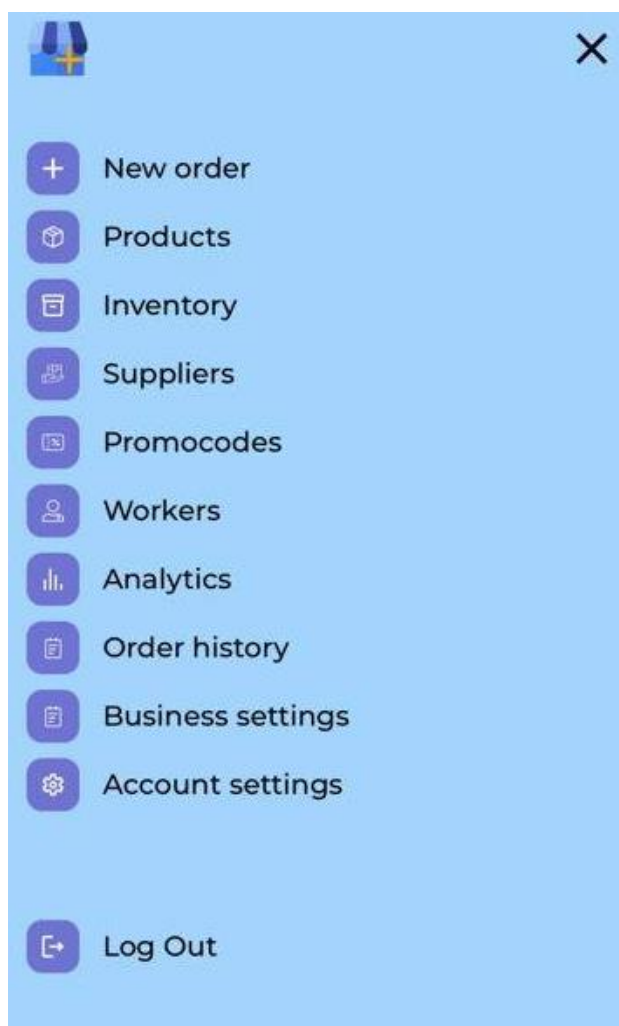 New order
Products
Inventory
Suppliers
Promocodes
Workers
Analytics
Order history
Business settings
Account settings
Log Out